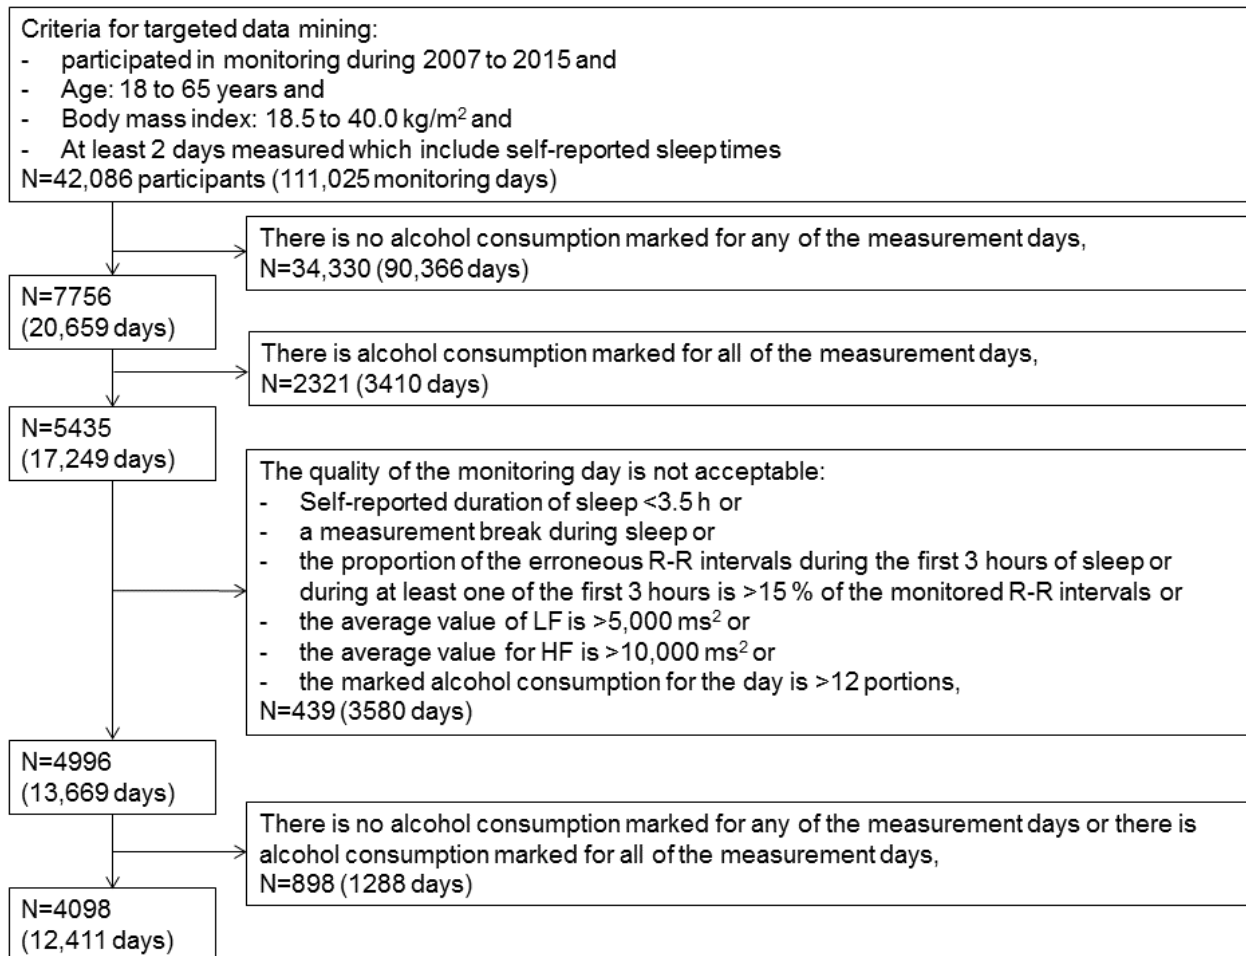 Criteria for targeted data mining:
- participated in monitoring during 2007 to 2015 and
- Age: 18 to 65 years and
- Body mass index: 18.5 to 40.0 kg/m² and
- At least 2 days measured which include self-reported sleep times
N=42,086 participants (111,025 monitoring days)
There is no alcohol consumption marked for any of the measurement days,
N=34,330 (90,366 days)
N=7756
(20,659 days)
There is alcohol consumption marked for all of the measurement days,
N=2321 (3410 days)
N=5435
(17,249 days)
The quality of the monitoring day is not acceptable:
- Self-reported duration of sleep <3.5 h or
- a measurement break during sleep or
- the proportion of the erroneous R-R intervals during the first 3 hours of sleep or
during at least one of the first 3 hours is >15 % of the monitored R-R intervals or
- the average value of LF is >5,000 ms² or
- the average value for HF is >10,000 ms² or
- the marked alcohol consumption for the day is >12 portions,
N=439 (3580 days)
N=4996
(13,669 days)
There is no alcohol consumption marked for any of the measurement days or there is
alcohol consumption marked for all of the measurement days,
N=898 (1288 days)
N=4098
(12,411 days)